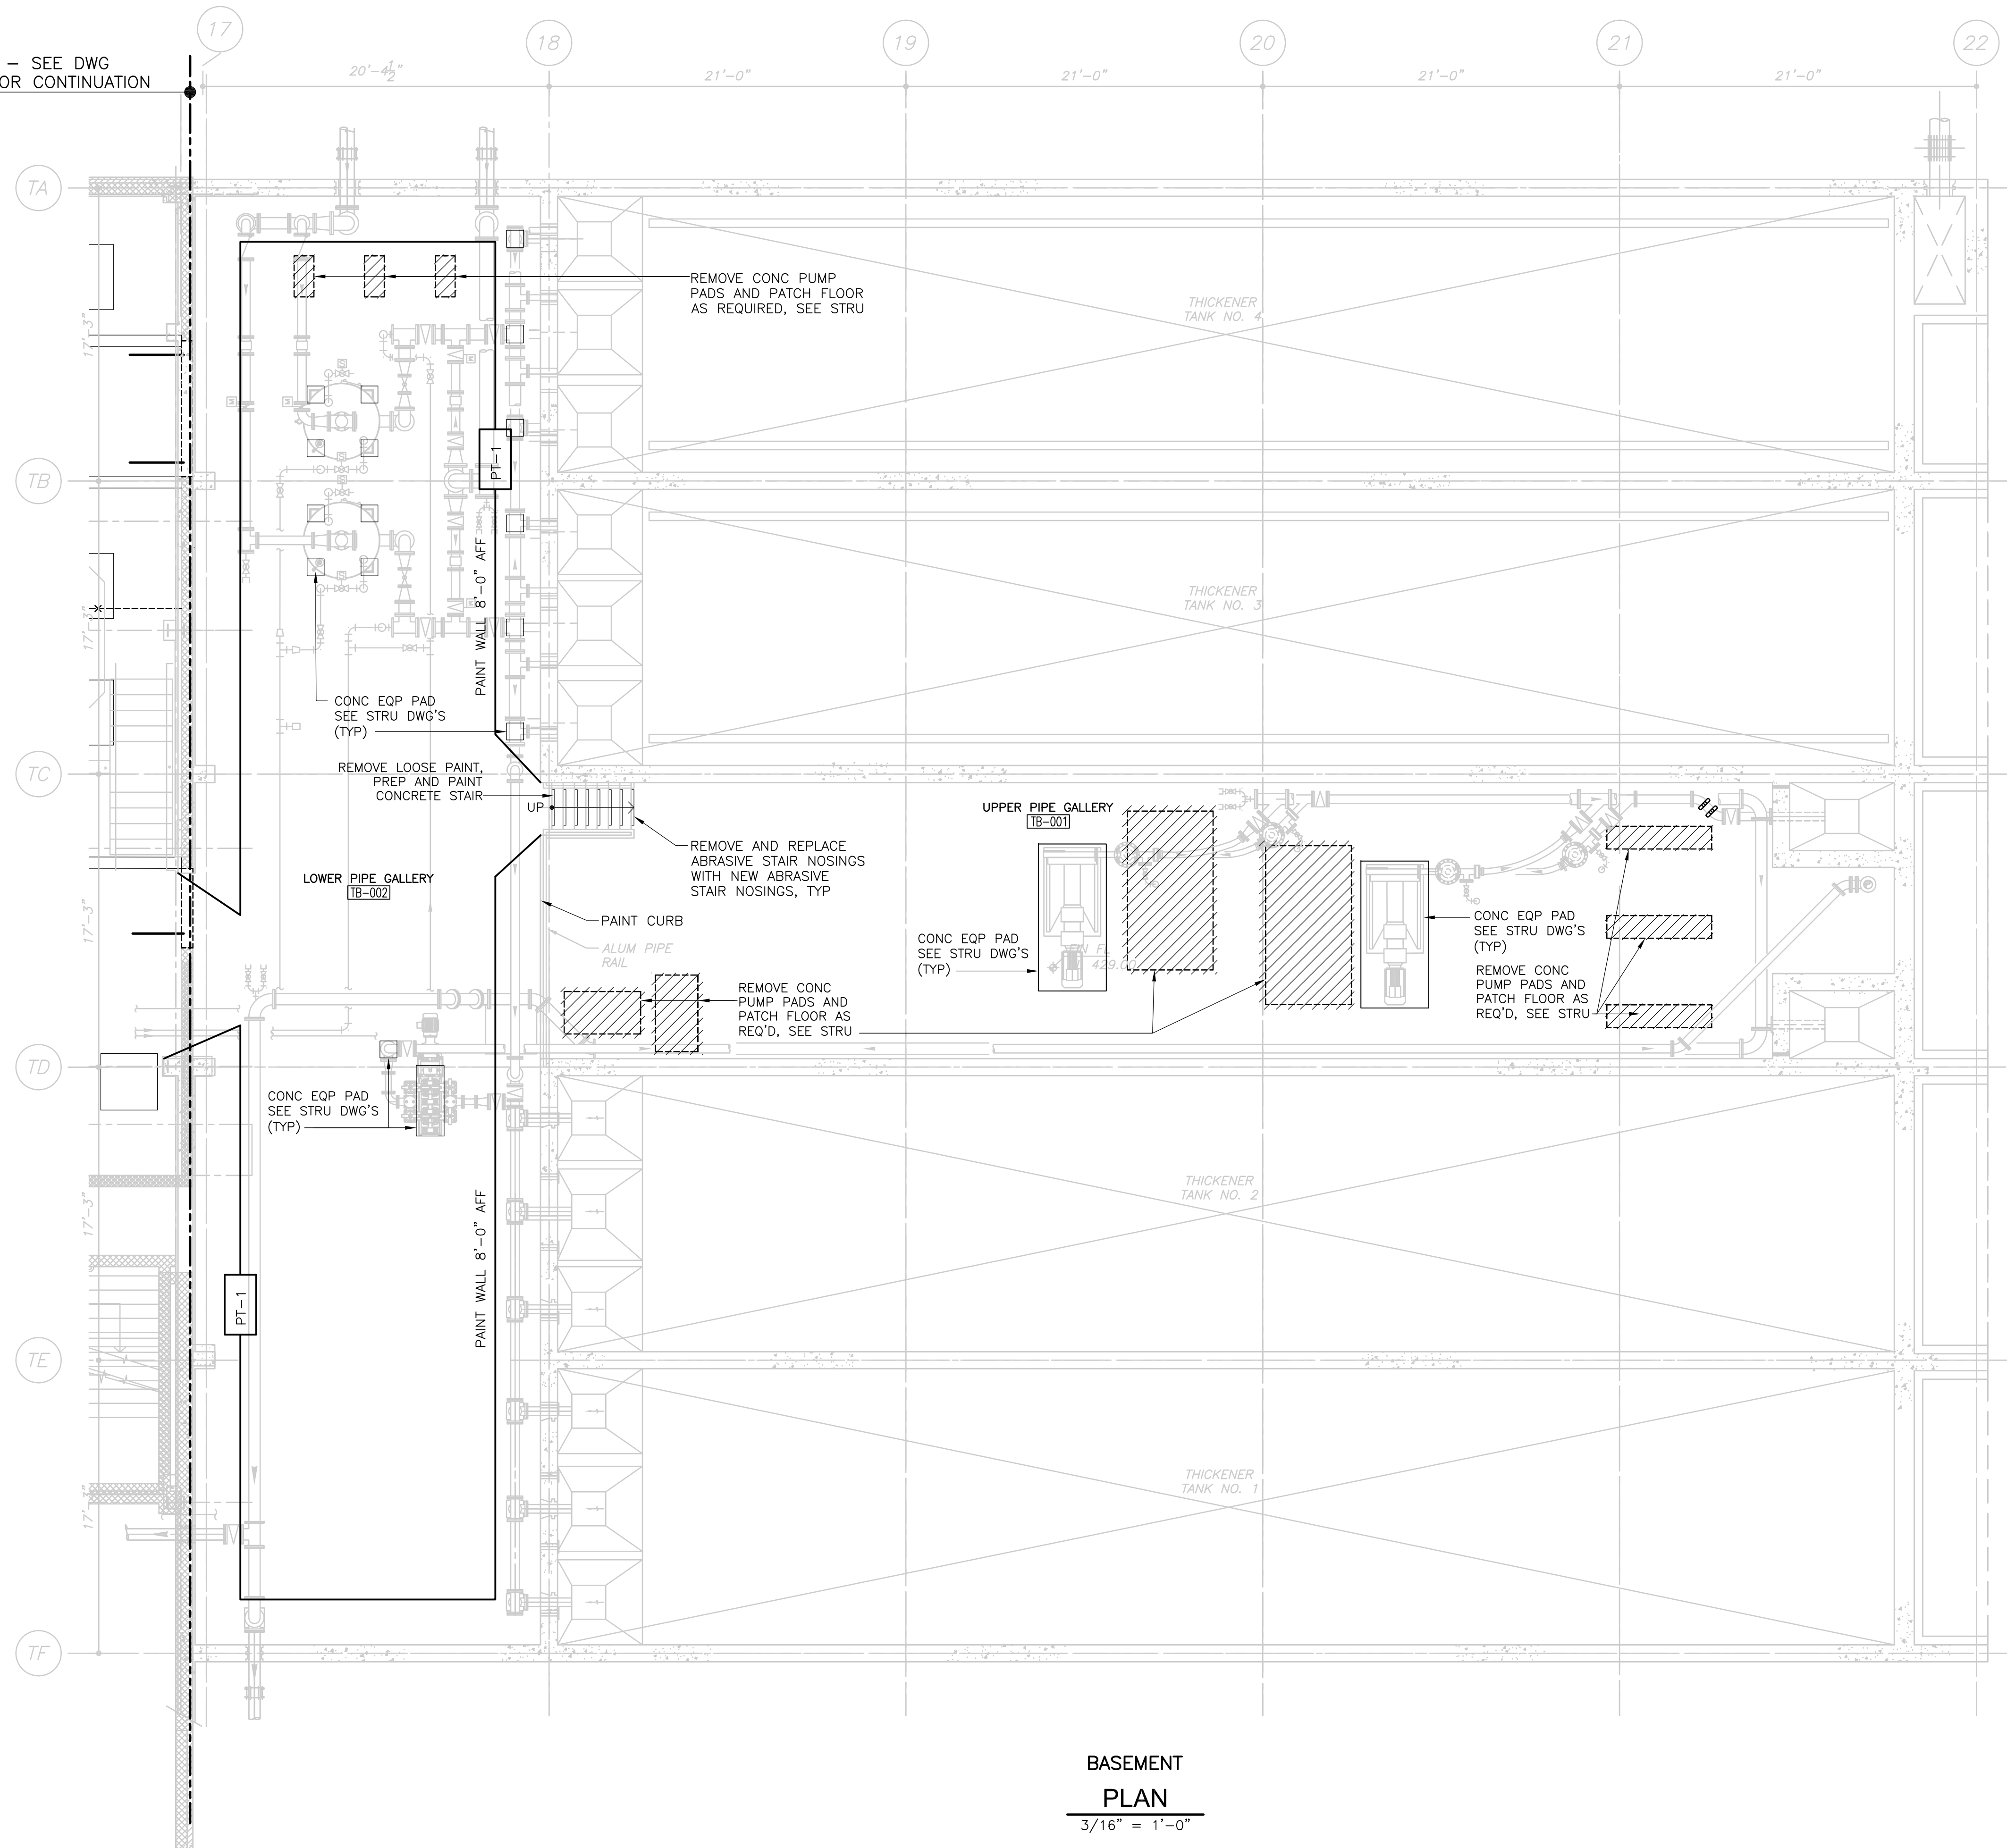 17
18
19
20
21
22
– SEE DWG
OR CONTINUATION
20'-4 1/2"
21'-0"
21'-0"
21'-0"
21'-0"
TA
TB
TC
TD
TE
TF
17'-3"
17'-3"
17'-3"
17'-3"
17'-3"
REMOVE CONC PUMP
PADS AND PATCH FLOOR
AS REQUIRED, SEE STRU
THICKENER
TANK NO. 4
PT-1
M
M
M
M
PAINT WALL 8'-0" AFF
THICKENER
TANK NO. 3
CONC EQP PAD
SEE STRU DWG'S
(TYP)
REMOVE LOOSE PAINT,
PREP AND PAINT
CONCRETE STAIR
UP
REMOVE AND REPLACE
ABRASIVE STAIR NOSINGS
WITH NEW ABRASIVE
STAIR NOSINGS, TYP
UPPER PIPE GALLERY
TB-001
LOWER PIPE GALLERY
TB-002
PAINT CURB
ALUM PIPE
RAIL
CONC EQP PAD
SEE STRU DWG'S
(TYP)
FIN FL
429.00
CONC EQP PAD
SEE STRU DWG'S
(TYP)
REMOVE CONC
PUMP PADS AND
PATCH FLOOR AS
REQ'D, SEE STRU
REMOVE CONC
PUMP PADS AND
PATCH FLOOR AS
REQ'D, SEE STRU
CONC EQP PAD
SEE STRU DWG'S
(TYP)
PAINT WALL 8'-0" AFF
THICKENER
TANK NO. 2
PT-1
THICKENER
TANK NO. 1
BASEMENT
PLAN
3/16" = 1'-0"